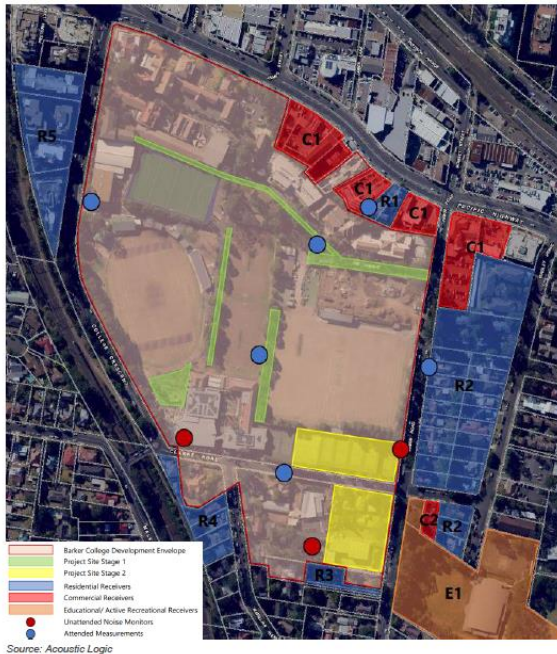 R5
C1
C1
R1
C1
C1
PACIFIC HIGHWAY
R2
COLLEGE CRESCENT
CLARKE ROAD
R4
C2
R2
R3
E1
Barker College Development Envelope
Project Site Stage 1
Project Site Stage 2
Residential Receivers
Commercial Receivers
Educational/ Active Recreational Receivers
Unattended Noise Monitors
Attended Measurements
Source: Acoustic Logic